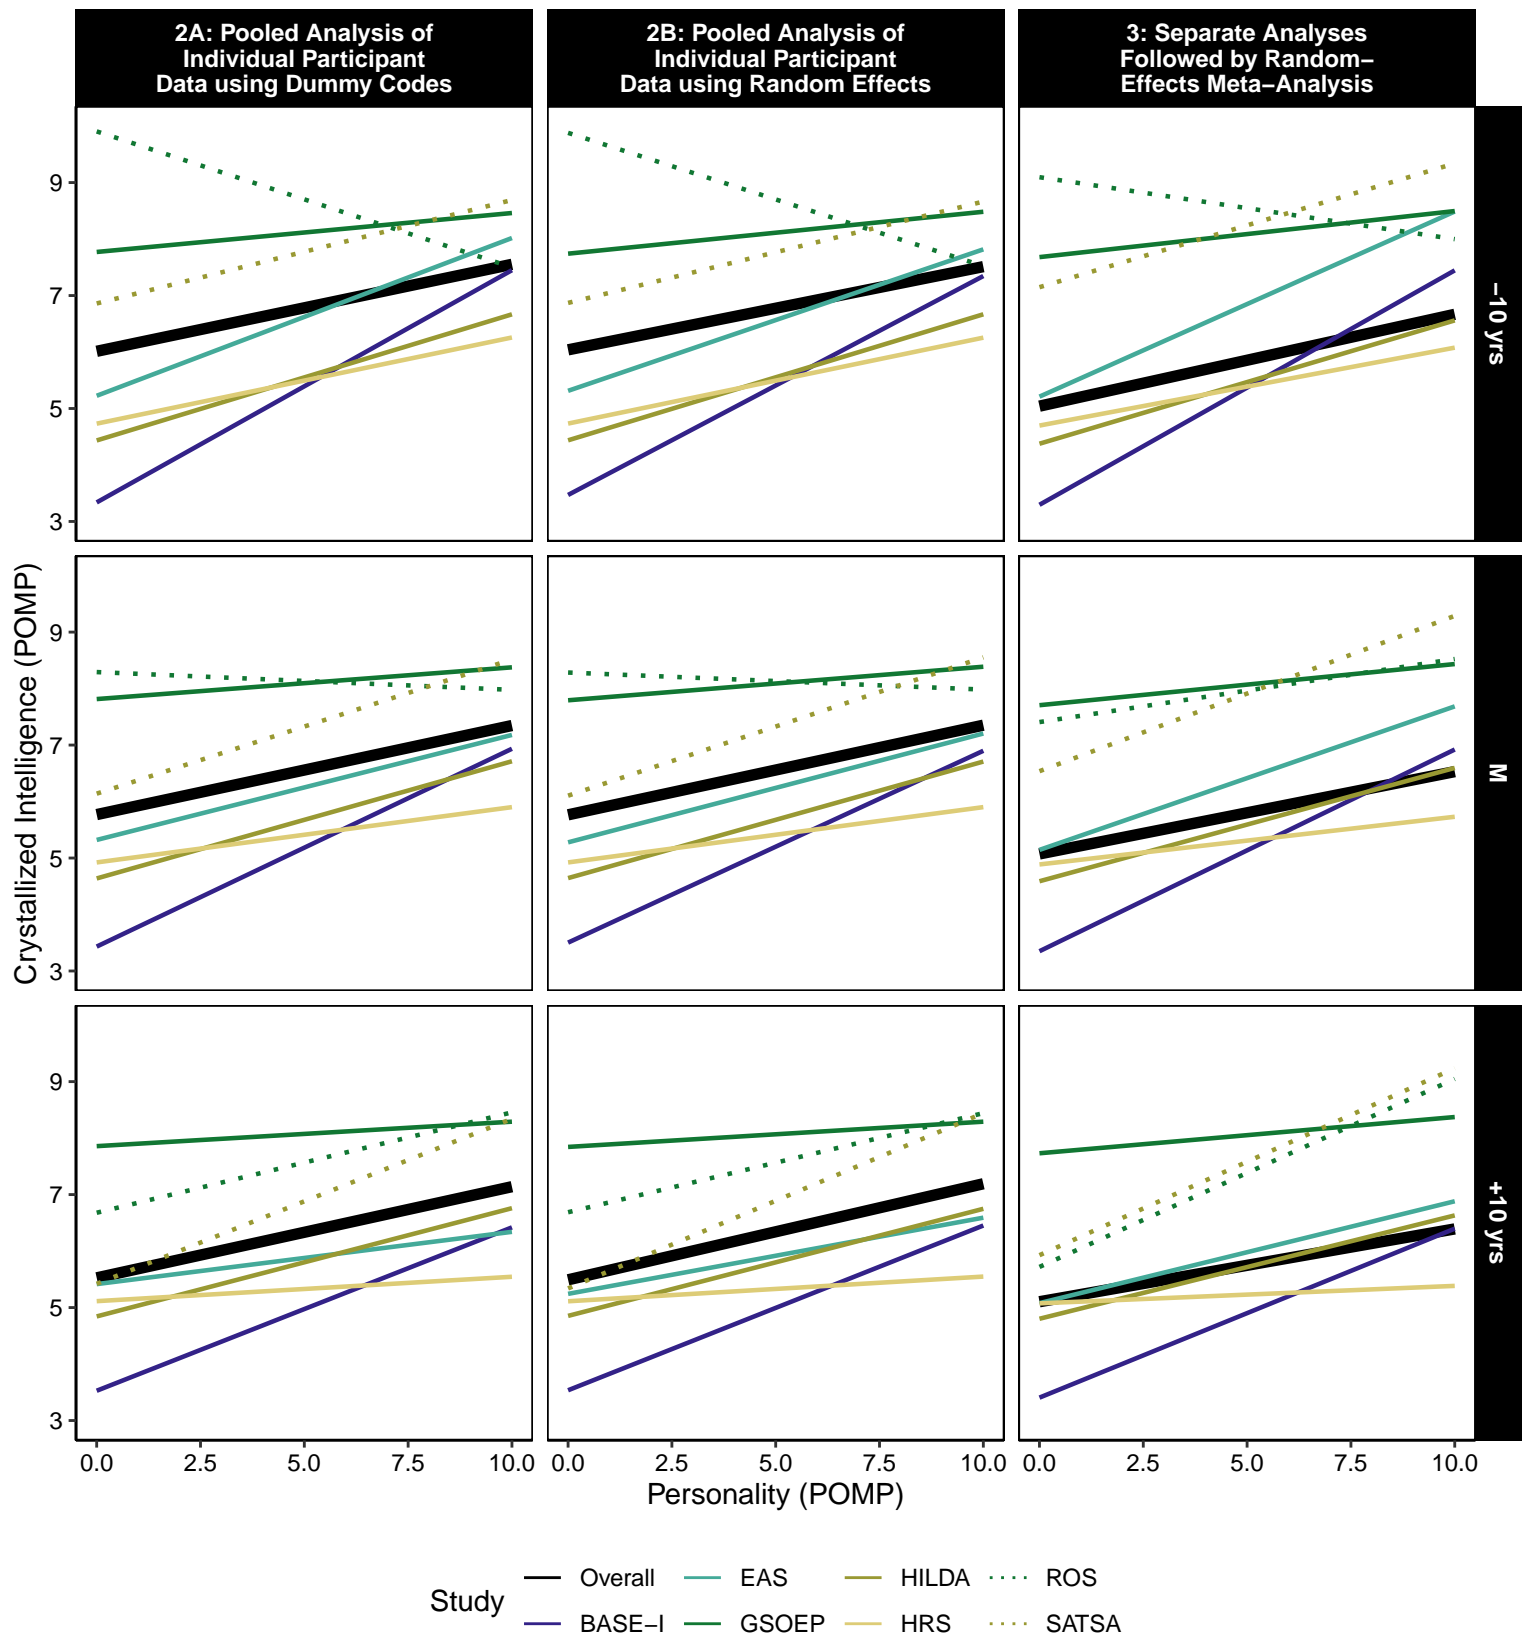 2A: Pooled Analysis of
Individual Participant
Data using Dummy Codes
2B: Pooled Analysis of
Individual Participant
Data using Random Effects
3: Separate Analyses
Followed by Random−
Effects Meta−Analysis
9
7
5
3
−10 yrs
Crystallized Intelligence (POMP)
9
7
5
3
M
9
7
5
3
+10 yrs
0.0 2.5 5.0 7.5 10.0 0.0 2.5 5.0 7.5 10.0 0.0 2.5 5.0 7.5 10.0
Personality (POMP)
Study
Overall EAS HILDA ROS
BASE−I GSOEP HRS SATSA